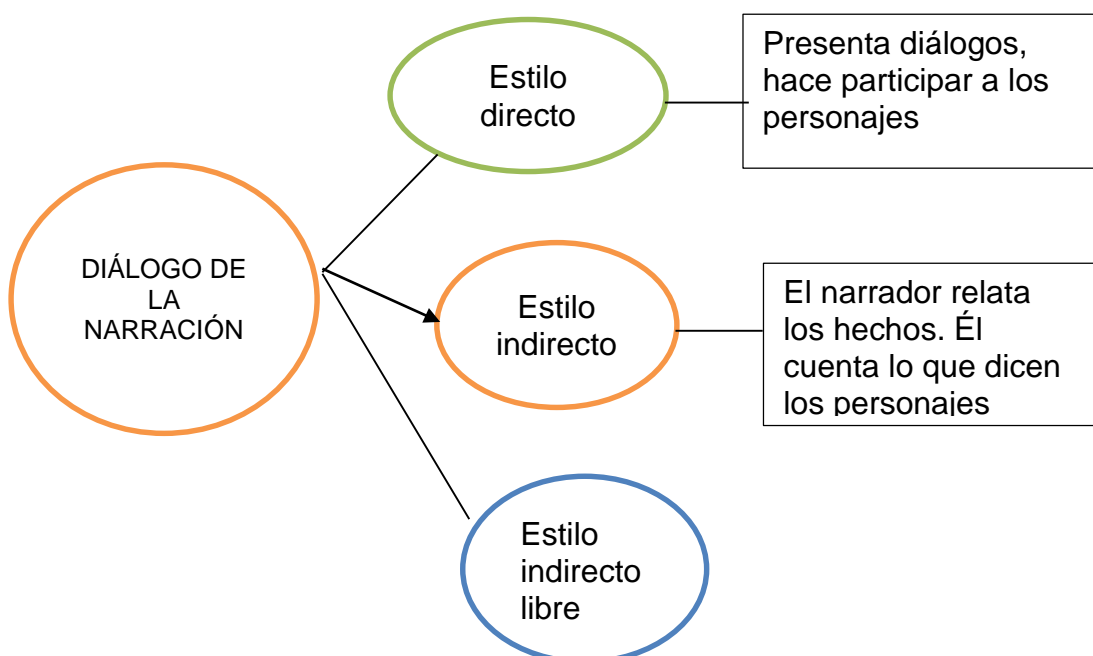 Estilo
directo
Presenta diálogos,
hace participar a los
personajes
DIÁLOGO DE
LA
NARRACIÓN
Estilo
indirecto
El narrador relata
los hechos. Él
cuenta lo que dicen
los personajes
Estilo
indirecto
libre